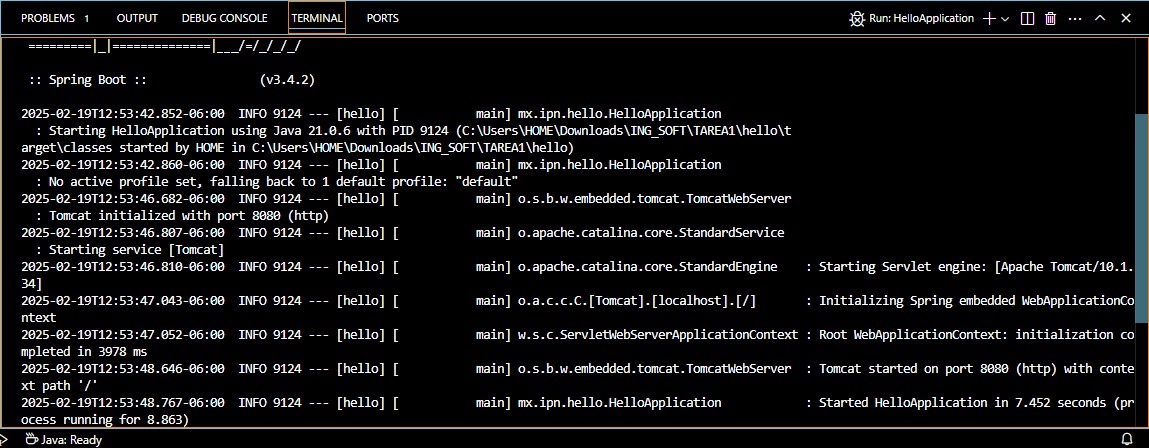 PROBLEMS 1 OUTPUT DEBUG CONSOLE TERMINAL PORTS Run: HelloApplication
=========|_|==============|___/=/_/_/_/
:: Spring Boot :: (v3.4.2)
2025-02-19T12:53:42.852-06:00 INFO 9124 --- [hello] [ main] mx.ipn.hello.HelloApplication
: Starting HelloApplication using Java 21.0.6 with PID 9124 (C:\Users\HOME\Downloads\ING_SOFT\TAREA1\hello\t
arget\classes started by HOME in C:\Users\HOME\Downloads\ING_SOFT\TAREA1\hello)
2025-02-19T12:53:42.860-06:00 INFO 9124 --- [hello] [ main] mx.ipn.hello.HelloApplication
: No active profile set, falling back to 1 default profile: "default"
2025-02-19T12:53:46.682-06:00 INFO 9124 --- [hello] [ main] o.s.b.w.embedded.tomcat.TomcatWebServer
: Tomcat initialized with port 8080 (http)
2025-02-19T12:53:46.807-06:00 INFO 9124 --- [hello] [ main] o.apache.catalina.core.StandardService
: Starting service [Tomcat]
2025-02-19T12:53:46.810-06:00 INFO 9124 --- [hello] [ main] o.apache.catalina.core.StandardEngine : Starting Servlet engine: [Apache Tomcat/10.1.
34]
2025-02-19T12:53:47.043-06:00 INFO 9124 --- [hello] [ main] o.a.c.c.C.[Tomcat].[localhost].[/] : Initializing Spring embedded WebApplicationCo
ntext
2025-02-19T12:53:47.052-06:00 INFO 9124 --- [hello] [ main] w.s.c.ServletWebServerApplicationContext : Root WebApplicationContext: initialization co
mpleted in 3978 ms
2025-02-19T12:53:48.646-06:00 INFO 9124 --- [hello] [ main] o.s.b.w.embedded.tomcat.TomcatWebServer : Tomcat started on port 8080 (http) with conte
xt path '/'
2025-02-19T12:53:48.767-06:00 INFO 9124 --- [hello] [ main] mx.ipn.hello.HelloApplication : Started HelloApplication in 7.452 seconds (pr
ocess running for 8.863)
Java: Ready